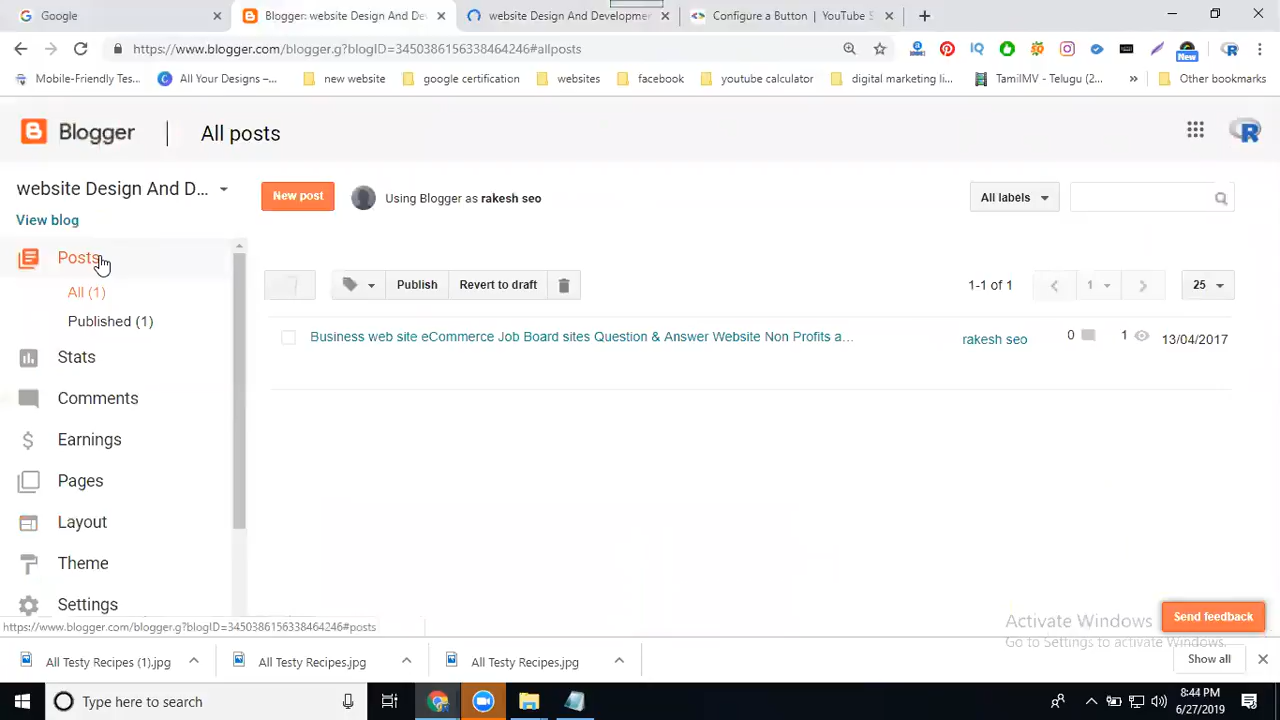 Google
Blogger: website Design And Dev
website Design And Developmen
Configure a Button | YouTube S
https://www.blogger.com/blogger.g?blogID=3450386156338464246#allposts
New
Mobile-Friendly Tes...
All Your Designs –...
new website
google certification
websites
facebook
youtube calculator
digital marketing li...
TamilMV - Telugu (2...
Other bookmarks
Blogger
All posts
website Design And D...
New post
Using Blogger as rakesh seo
All labels
View blog
Posts
All (1)
Published (1)
Publish
Revert to draft
1-1 of 1
1
25
Business web site eCommerce Job Board sites Question & Answer Website Non Profits a...
rakesh seo
0
1
13/04/2017
Stats
Comments
Earnings
Pages
Layout
Theme
Settings
https://www.blogger.com/blogger.g?blogID=3450386156338464246#posts
Activate Windows
Go to Settings to activate Windows.
Send feedback
All Testy Recipes (1).jpg
All Testy Recipes.jpg
All Testy Recipes.jpg
Show all
Type here to search
8:44 PM
6/27/2019